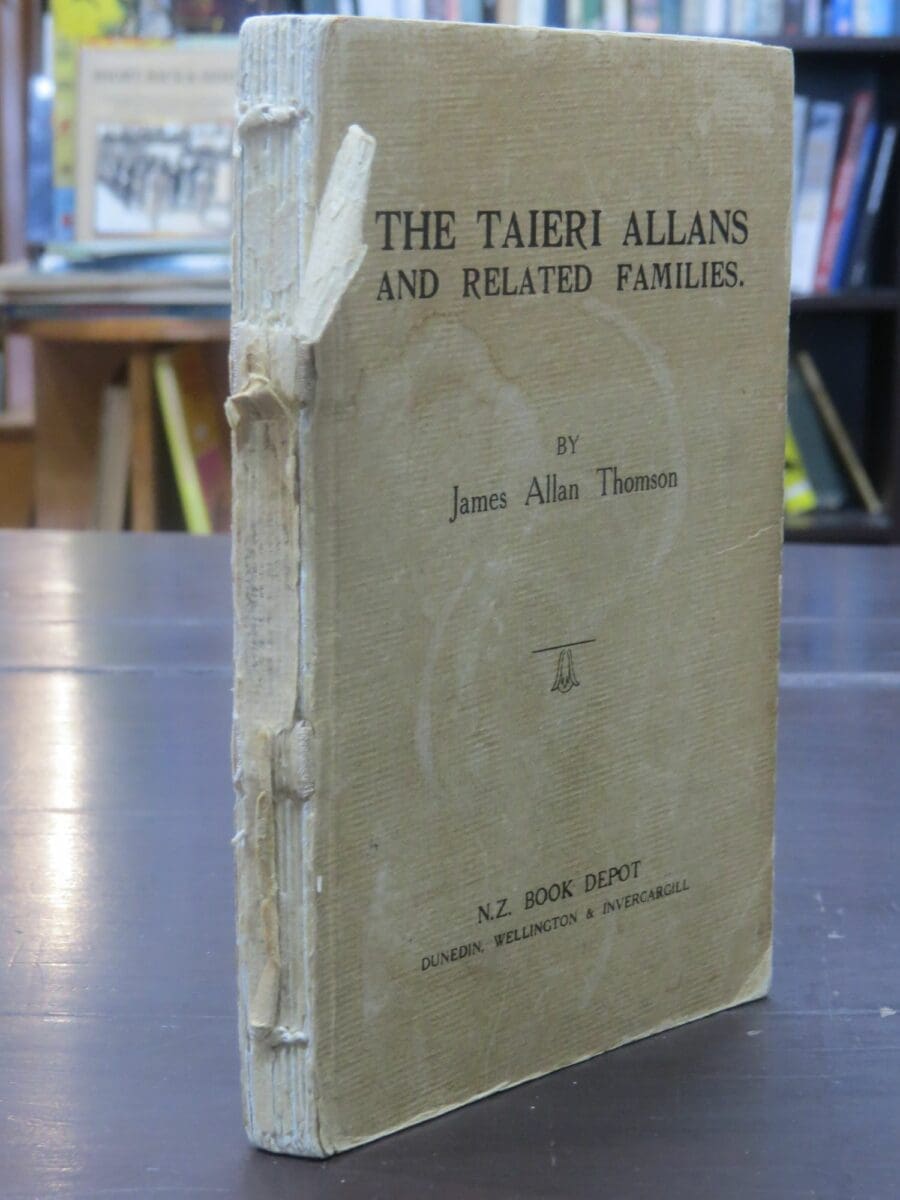 THE TAIERI ALLANS
AND RELATED FAMILIES.
BY
James Allan Thomson
N.Z. BOOK DEPOT
DUNEDIN, WELLINGTON & INVERCARGILL